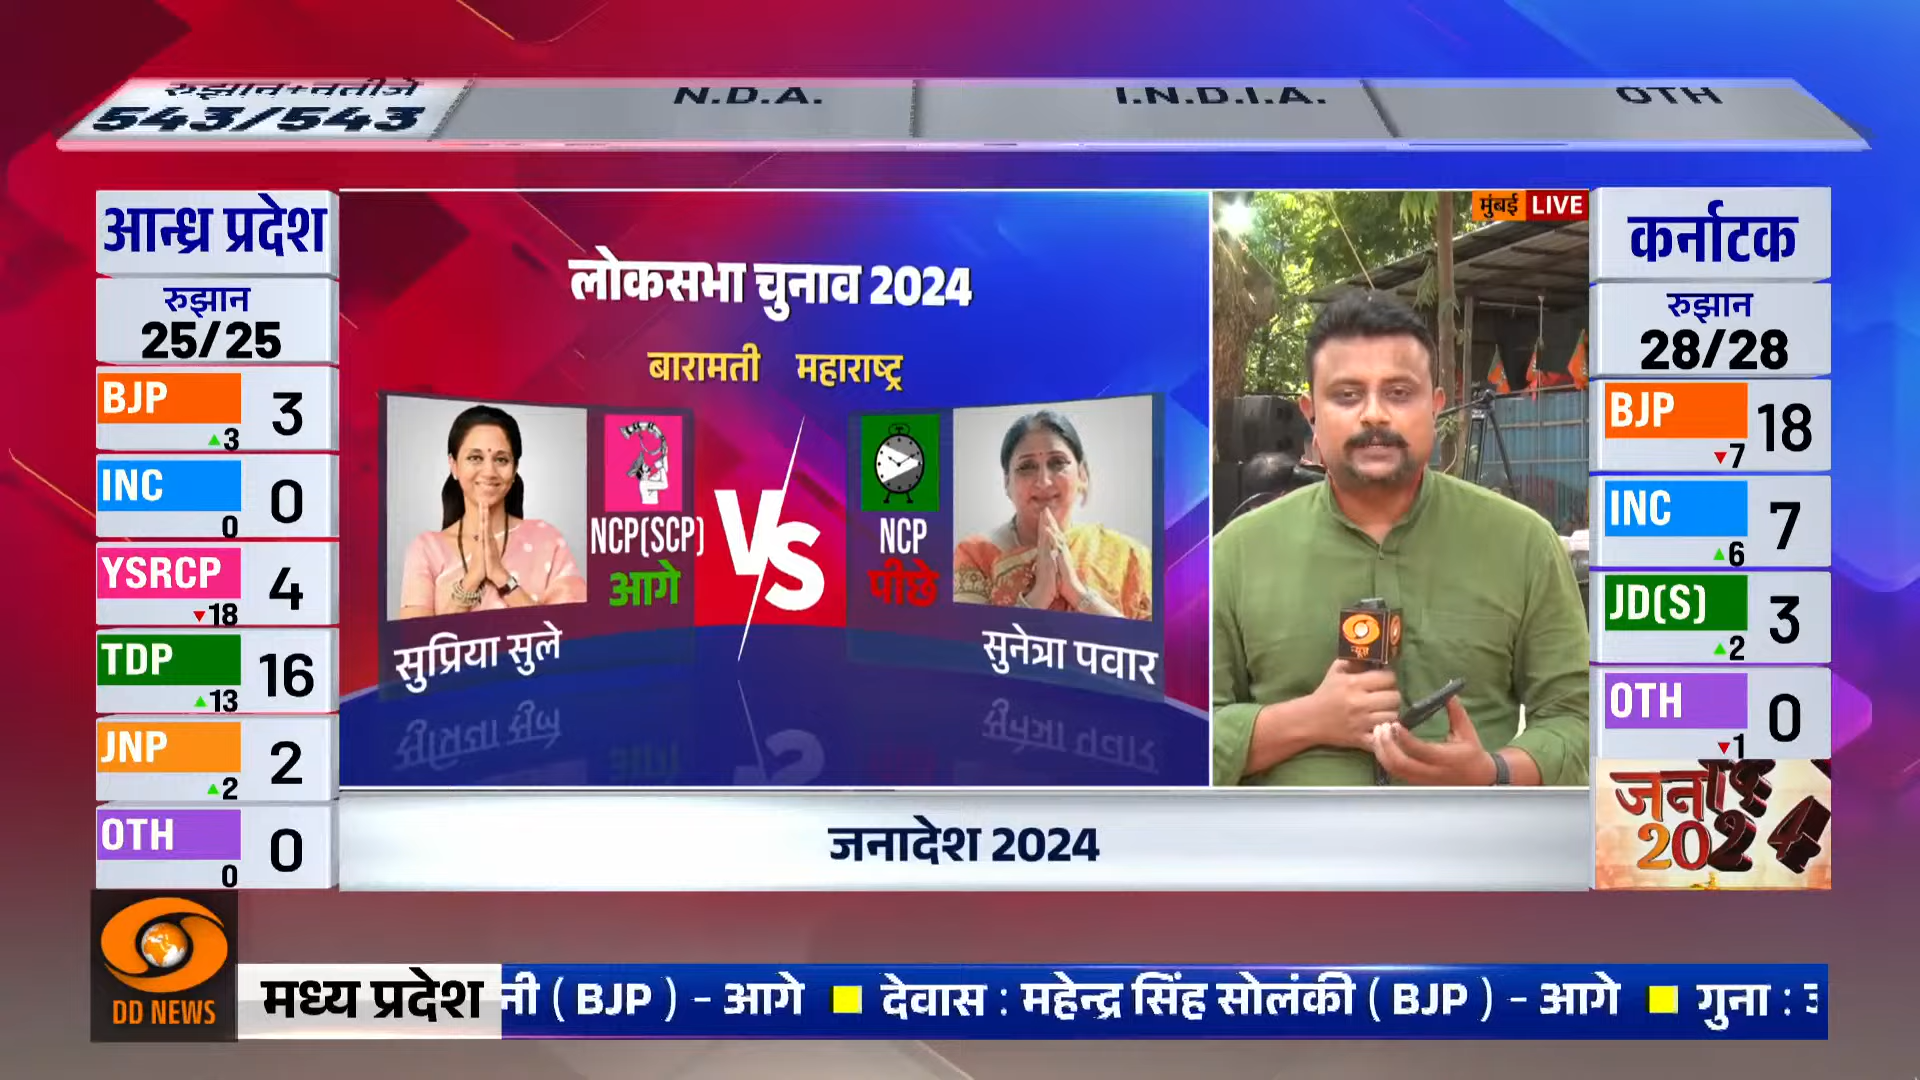 रुझान+नतीजे
543/543
N.D.A.
I.N.D.I.A.
OTH
आन्ध्र प्रदेश
रुझान
25/25
BJP 3
3
INC 0
0
YSRCP 4
18
TDP 16
13
JNP 2
2
OTH 0
0
लोकसभा चुनाव 2024
बारामती महाराष्ट्र
NCP(SCP)
आगे
सुप्रिया सुले
VS
NCP
पीछे
सुनेत्रा पवार
मुंबई LIVE
न्यूज़
कर्नाटक
रुझान
28/28
BJP 18
7
INC 7
6
JD(S) 3
2
OTH 0
1
2024
जनादेश 2024
DD NEWS
मध्य प्रदेश
नी ( BJP ) - आगे देवास : महेन्द्र सिंह सोलंकी ( BJP ) - आगे गुना :